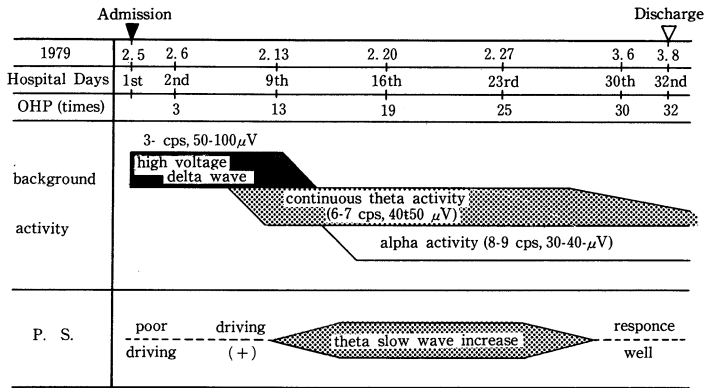 Admission Discharge
1979 2.5 2.6 2.13 2.20 2.27 3.6 3.8
Hospital Days 1st 2nd 9th 16th 23rd 30th 32nd
OHP (times) 3 13 19 25 30 32
3- cps, 50-100μV
high voltage
delta wave
background
continuous theta activity
(6-7 cps, 40t50 μV)
activity
alpha activity (8-9 cps, 30-40-μV)
P. S. poor driving theta slow wave increase responce
driving (+) well